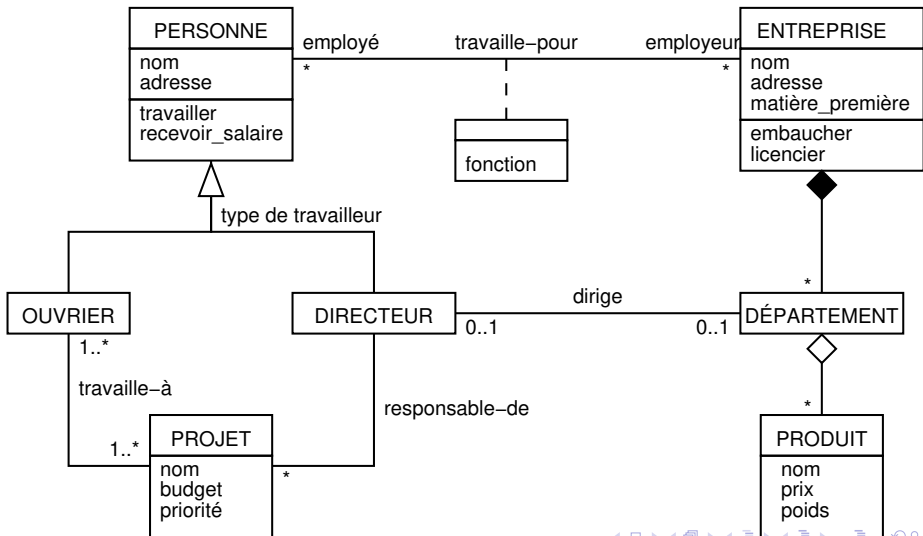 PERSONNE
nom
adresse
travailler
recevoir_salaire
employé
*
travaille–pour
employeur
*
ENTREPRISE
nom
adresse
matière_première
embaucher
licencier
fonction
type de travailleur
OUVRIER
1..*
DIRECTEUR
0..1
dirige
0..1
*
DÉPARTEMENT
travaille–à
1..*
responsable–de
*
PROJET
nom
budget
priorité
*
PRODUIT
nom
prix
poids